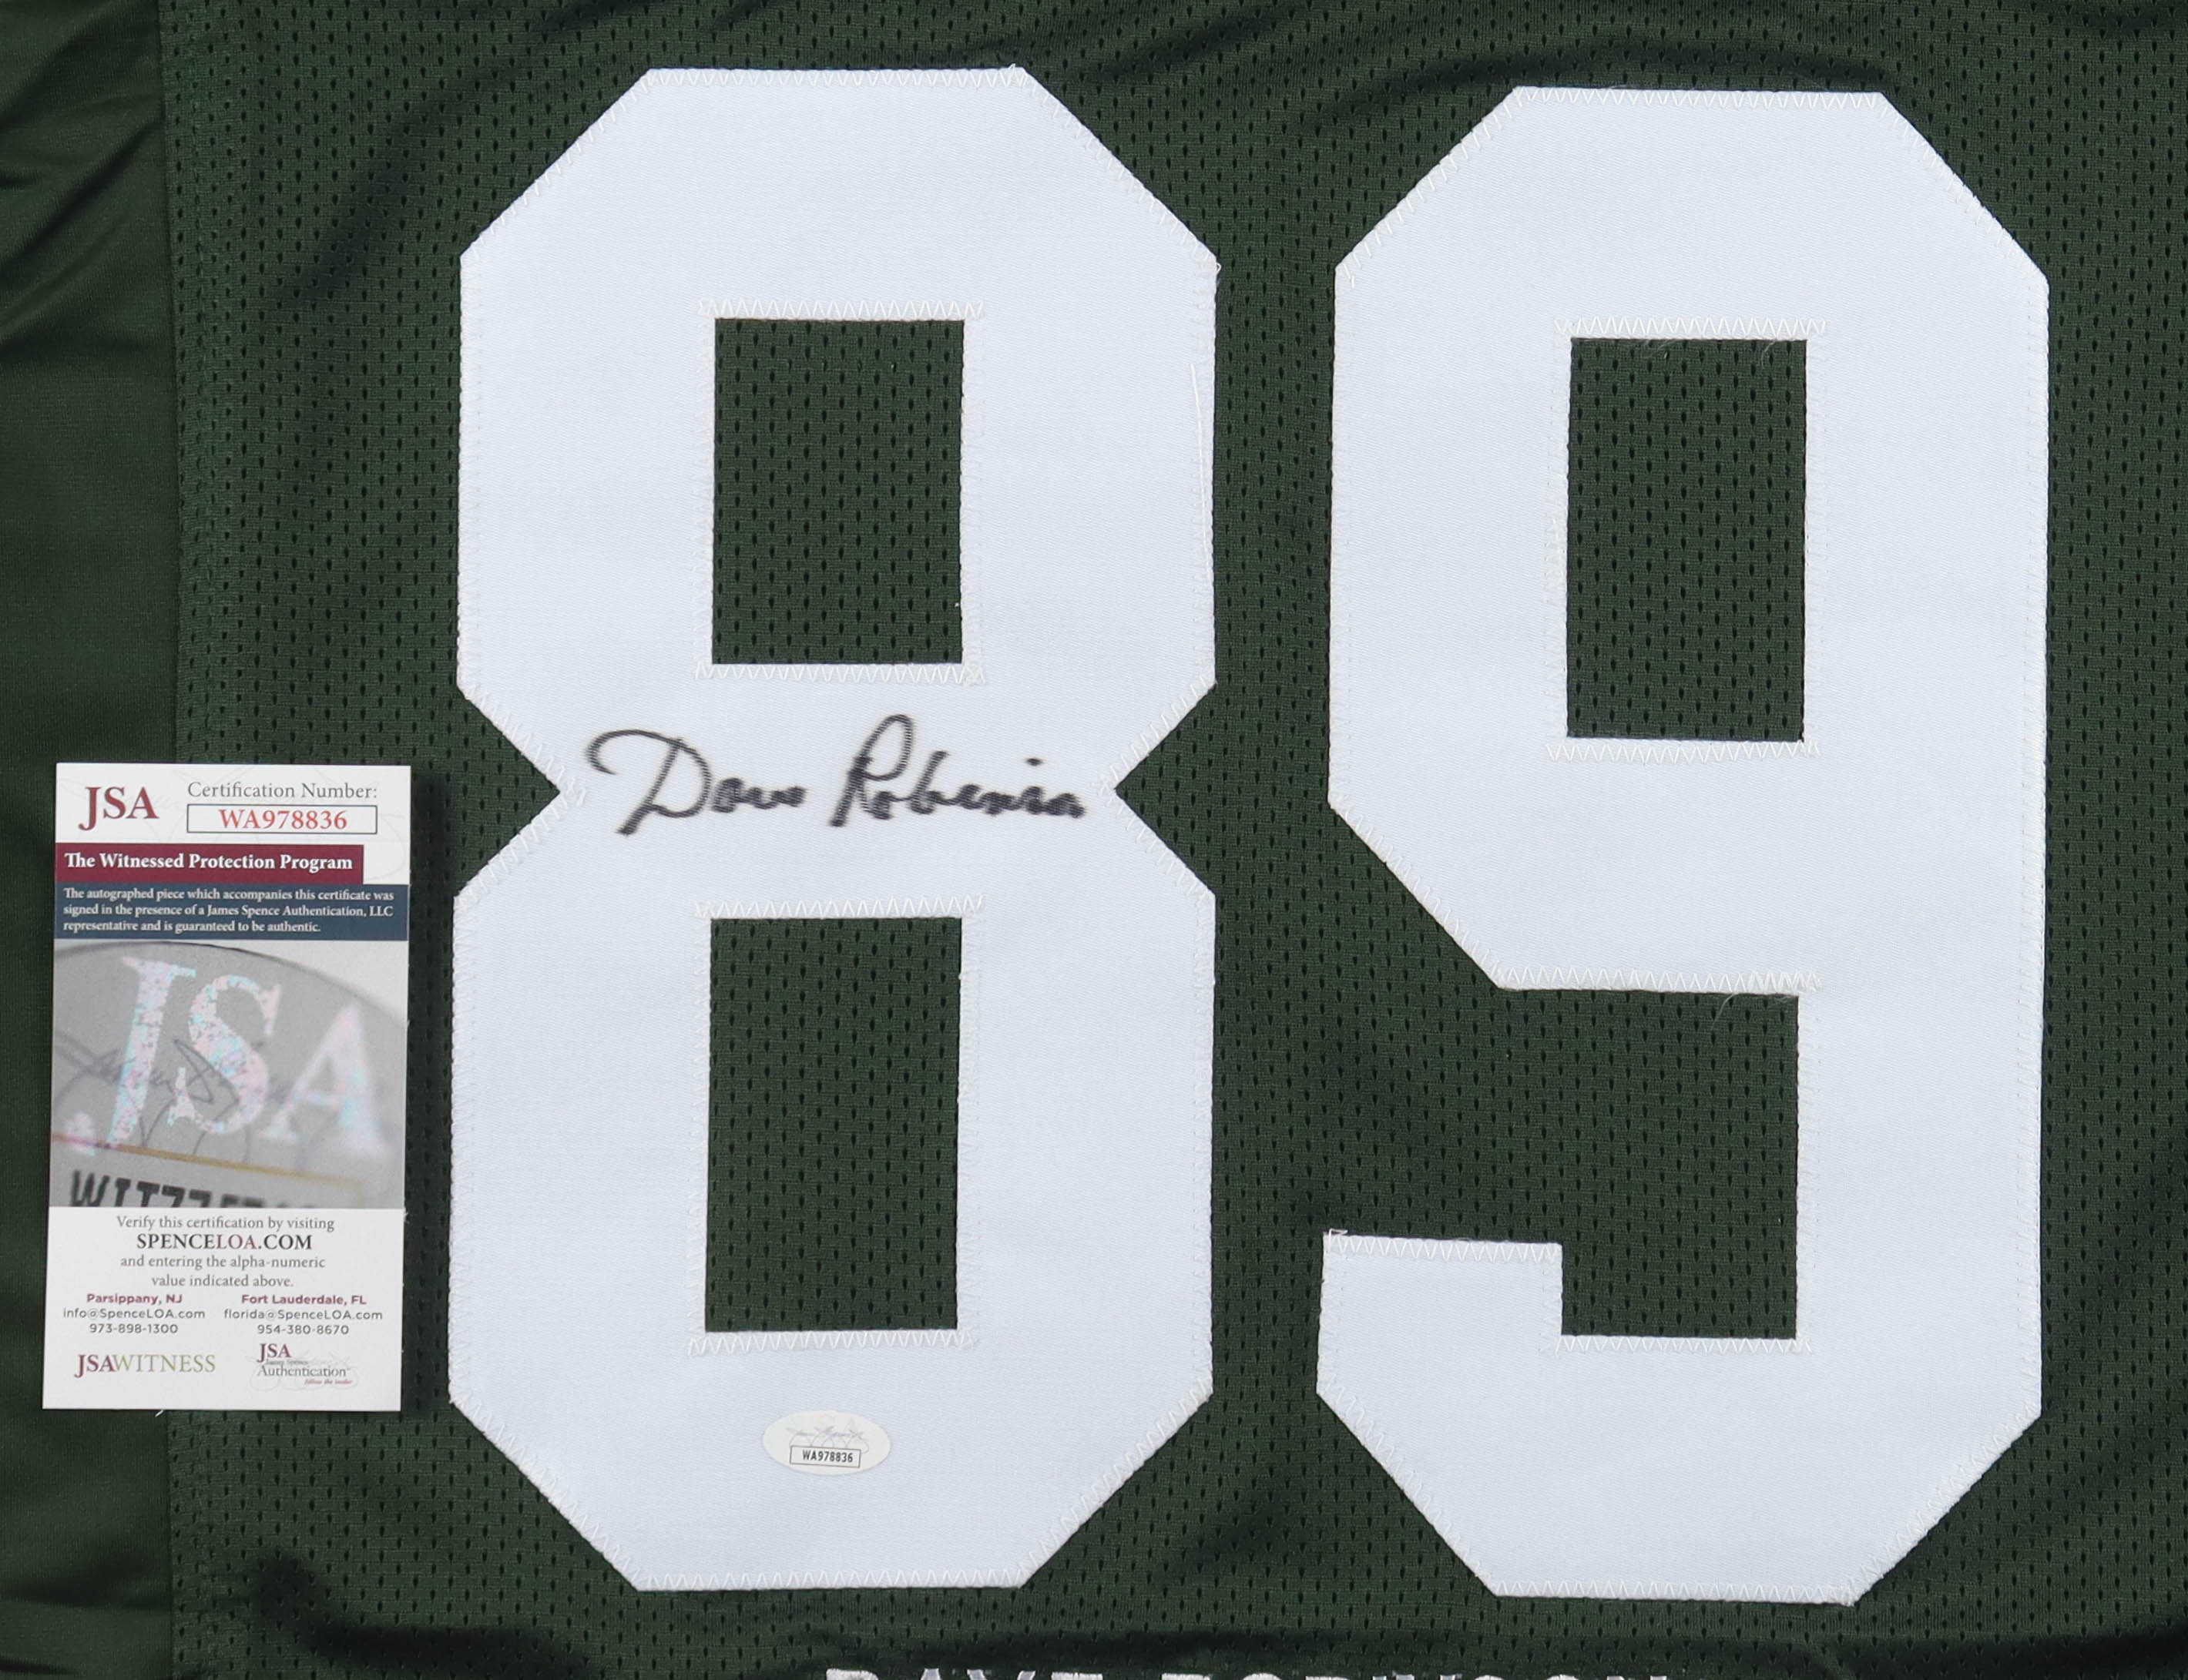 89
Dave Robinson
JSA
Certification Number:
WA978836
The Witnessed Protection Program
The autographed piece which accompanies this certificate was
signed in the presence of a James Spence Authentication, LLC
representative and is guaranteed to be authentic.
JSA
Verify this certification by visiting
SPENCELOA.COM
and entering the alpha-numeric
value indicated above.
Parsippany, NJ
info@SpenceLOA.com
973-898-1300
Fort Lauderdale, FL
florida@SpenceLOA.com
954-380-8670
JSAWITNESS
JSA
James Spence
Authentication
WA978836